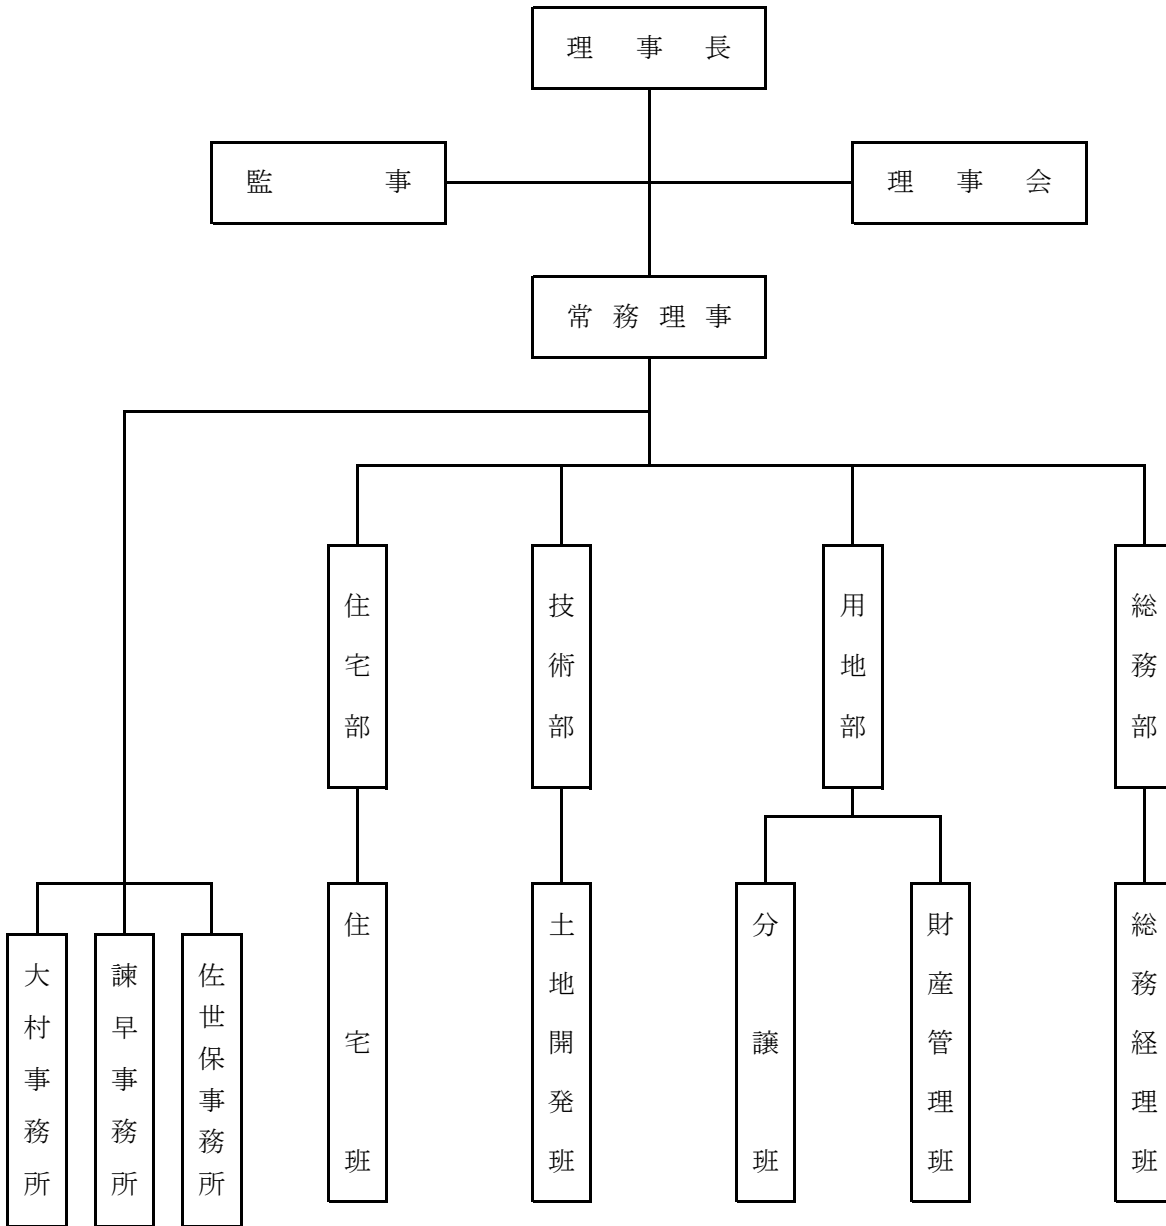 理事長
監事
理事会
常務理事
住宅部
技術部
用地部
総務部
住宅班
土地開発班
分譲班
財産管理班
総務経理班
大村事務所
諫早事務所
佐世保事務所